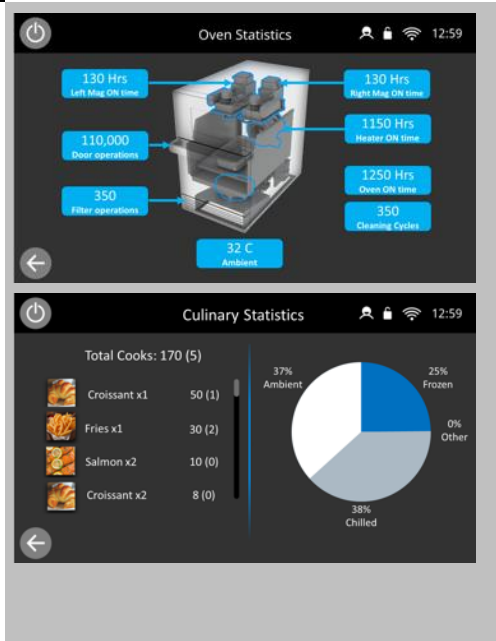 Oven Statistics
12:59
130 Hrs
Left Mag ON time
130 Hrs
Right Mag ON time
110,000
Door operations
1150 Hrs
Heater ON time
350
Filter operations
1250 Hrs
Oven ON time
350
Cleaning Cycles
32 C
Ambient
Culinary Statistics
12:59
Total Cooks: 170 (5)
Croissant x1 50 (1)
Fries x1 30 (2)
Salmon x2 10 (0)
Croissant x2 8 (0)
37%
Ambient
25%
Frozen
0%
Other
38%
Chilled